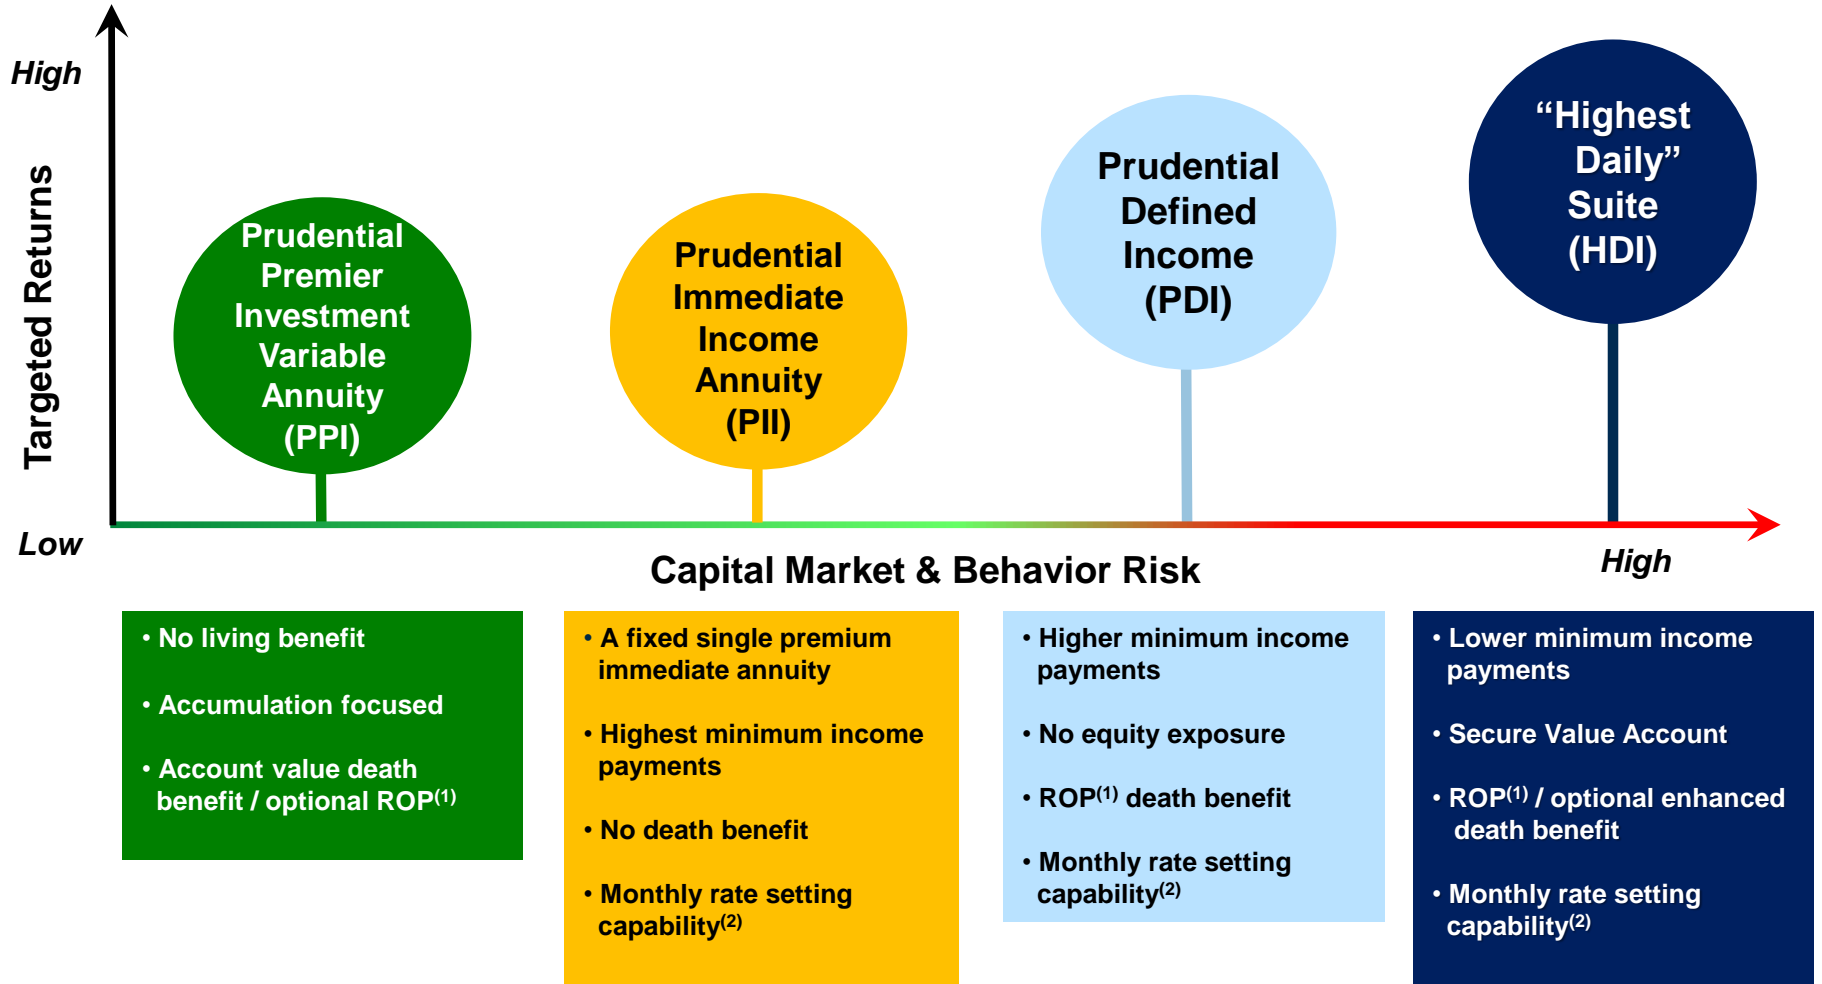 High
Targeted Returns
Low
Prudential
Premier
Investment
Variable
Annuity
(PPI)
Prudential
Immediate
Income
Annuity
(PII)
Prudential
Defined
Income
(PDI)
“Highest
Daily”
Suite
(HDI)
Capital Market & Behavior Risk
High
• No living benefit
• Accumulation focused
• Account value death
benefit / optional ROP(1)
• A fixed single premium
immediate annuity
• Highest minimum income
payments
• No death benefit
• Monthly rate setting
capability(2)
• Higher minimum income
payments
• No equity exposure
• ROP(1) death benefit
• Monthly rate setting
capability(2)
• Lower minimum income
payments
• Secure Value Account
• ROP(1) / optional enhanced
death benefit
• Monthly rate setting
capability(2)